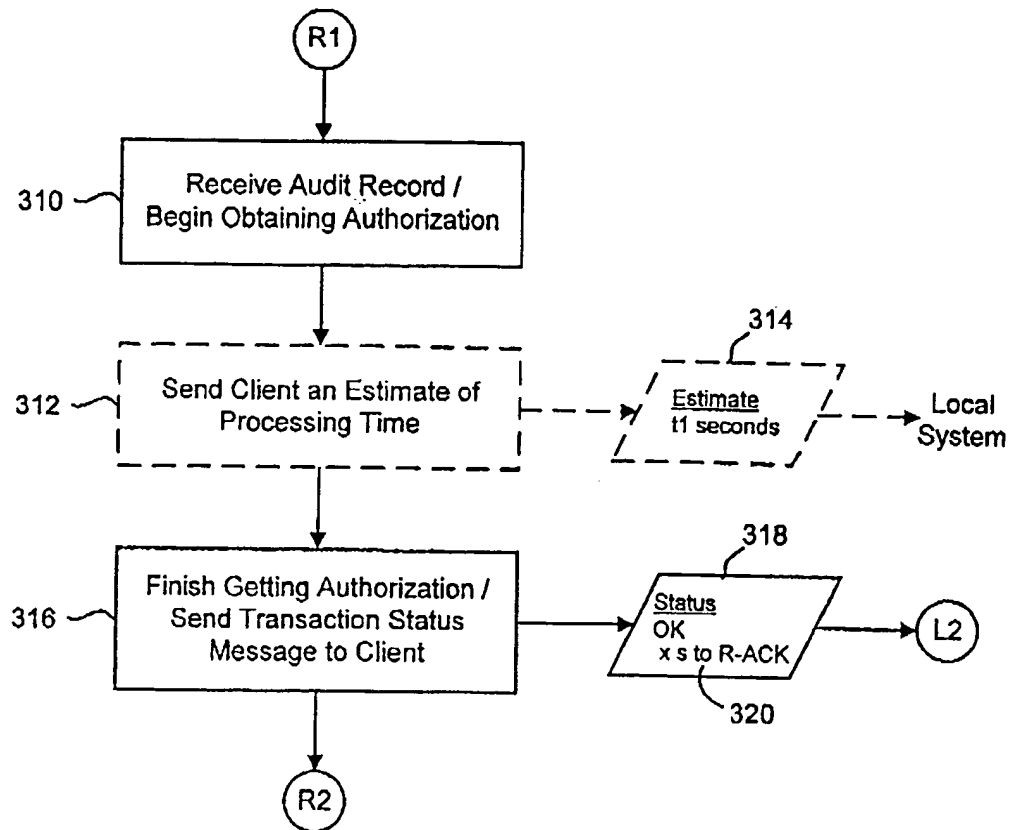 R1
310
Receive Audit Record /
Begin Obtaining Authorization
314
312
Send Client an Estimate of
Processing Time
Estimate
t1 seconds
Local
System
318
316
Finish Getting Authorization /
Send Transaction Status
Message to Client
Status
OK
x s to R-ACK
L2
320
R2